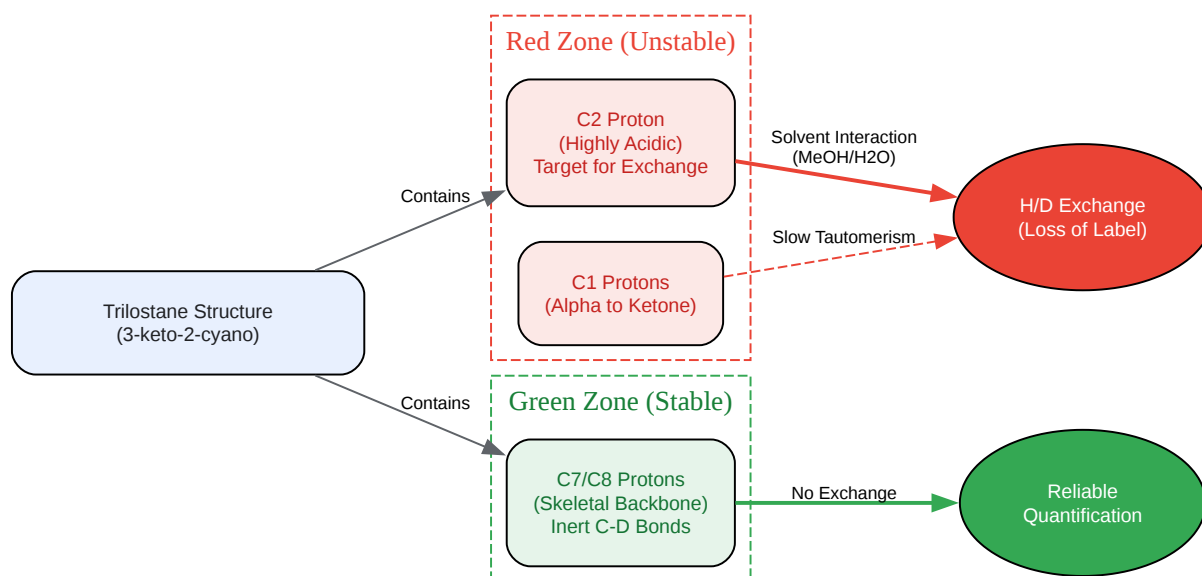 Red Zone (Unstable)
C2 Proton
(Highly Acidic)
Target for Exchange
Solvent Interaction
(MeOH/H2O)
Contains
H/D Exchange
(Loss of Label)
Slow Tautomerism
C1 Protons
(Alpha to Ketone)
Trilostane Structure
(3-keto-2-cyano)
Contains
Green Zone (Stable)
C7/C8 Protons
(Skeletal Backbone)
Inert C-D Bonds
No Exchange
Reliable
Quantification